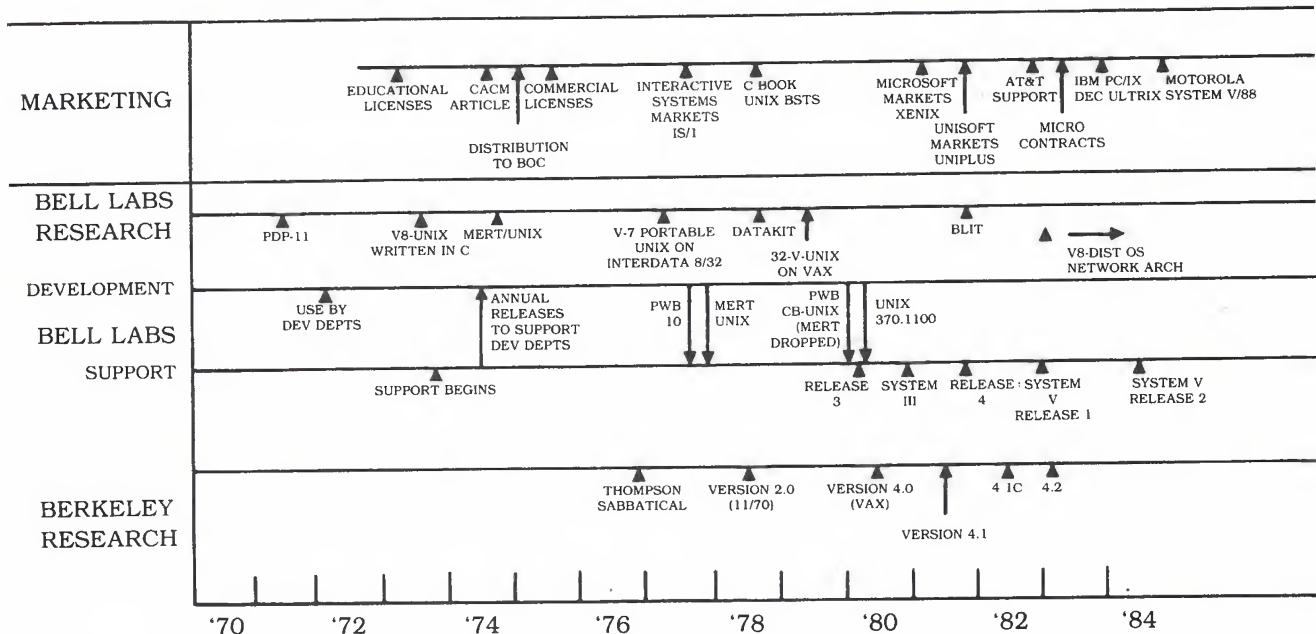 MARKETING
EDUCATIONAL
LICENSES
CACM
ARTICLE
DISTRIBUTION
TO BOC
COMMERCIAL
LICENSES
INTERACTIVE
SYSTEMS
MARKETS
IS/1
C BOOK
UNIX BSTS
MICROSOFT
MARKETS
XENIX
UNISOFT
MARKETS
UNIPLUS
AT&T
SUPPORT
MICRO
CONTRACTS
IBM PC/IX
DEC ULTRIX
MOTOROLA
SYSTEM V/88
BELL LABS
RESEARCH
PDP-11
V8-UNIX
WRITTEN IN C
MERT/UNIX
V-7 PORTABLE
UNIX ON
INTERDATA 8/32
DATAKIT
32-V-UNIX
ON VAX
BLIT
V8-DIST OS
NETWORK ARCH
DEVELOPMENT
BELL LABS
SUPPORT
USE BY
DEV DEPTS
ANNUAL
RELEASES
TO SUPPORT
DEV DEPTS
SUPPORT BEGINS
PWB
10
MERT
UNIX
PWB
CB-UNIX
(MERT
DROPPED)
UNIX
370.1100
RELEASE
3
SYSTEM
III
RELEASE :
4
SYSTEM
V
RELEASE 1
SYSTEM V
RELEASE 2
BERKELEY
RESEARCH
THOMPSON
SABBATICAL
VERSION 2.0
(11/70)
VERSION 4.0
(VAX)
VERSION 4.1
4 1C
4.2
'70 '72 '74 '76 '78 '80 '82 '84